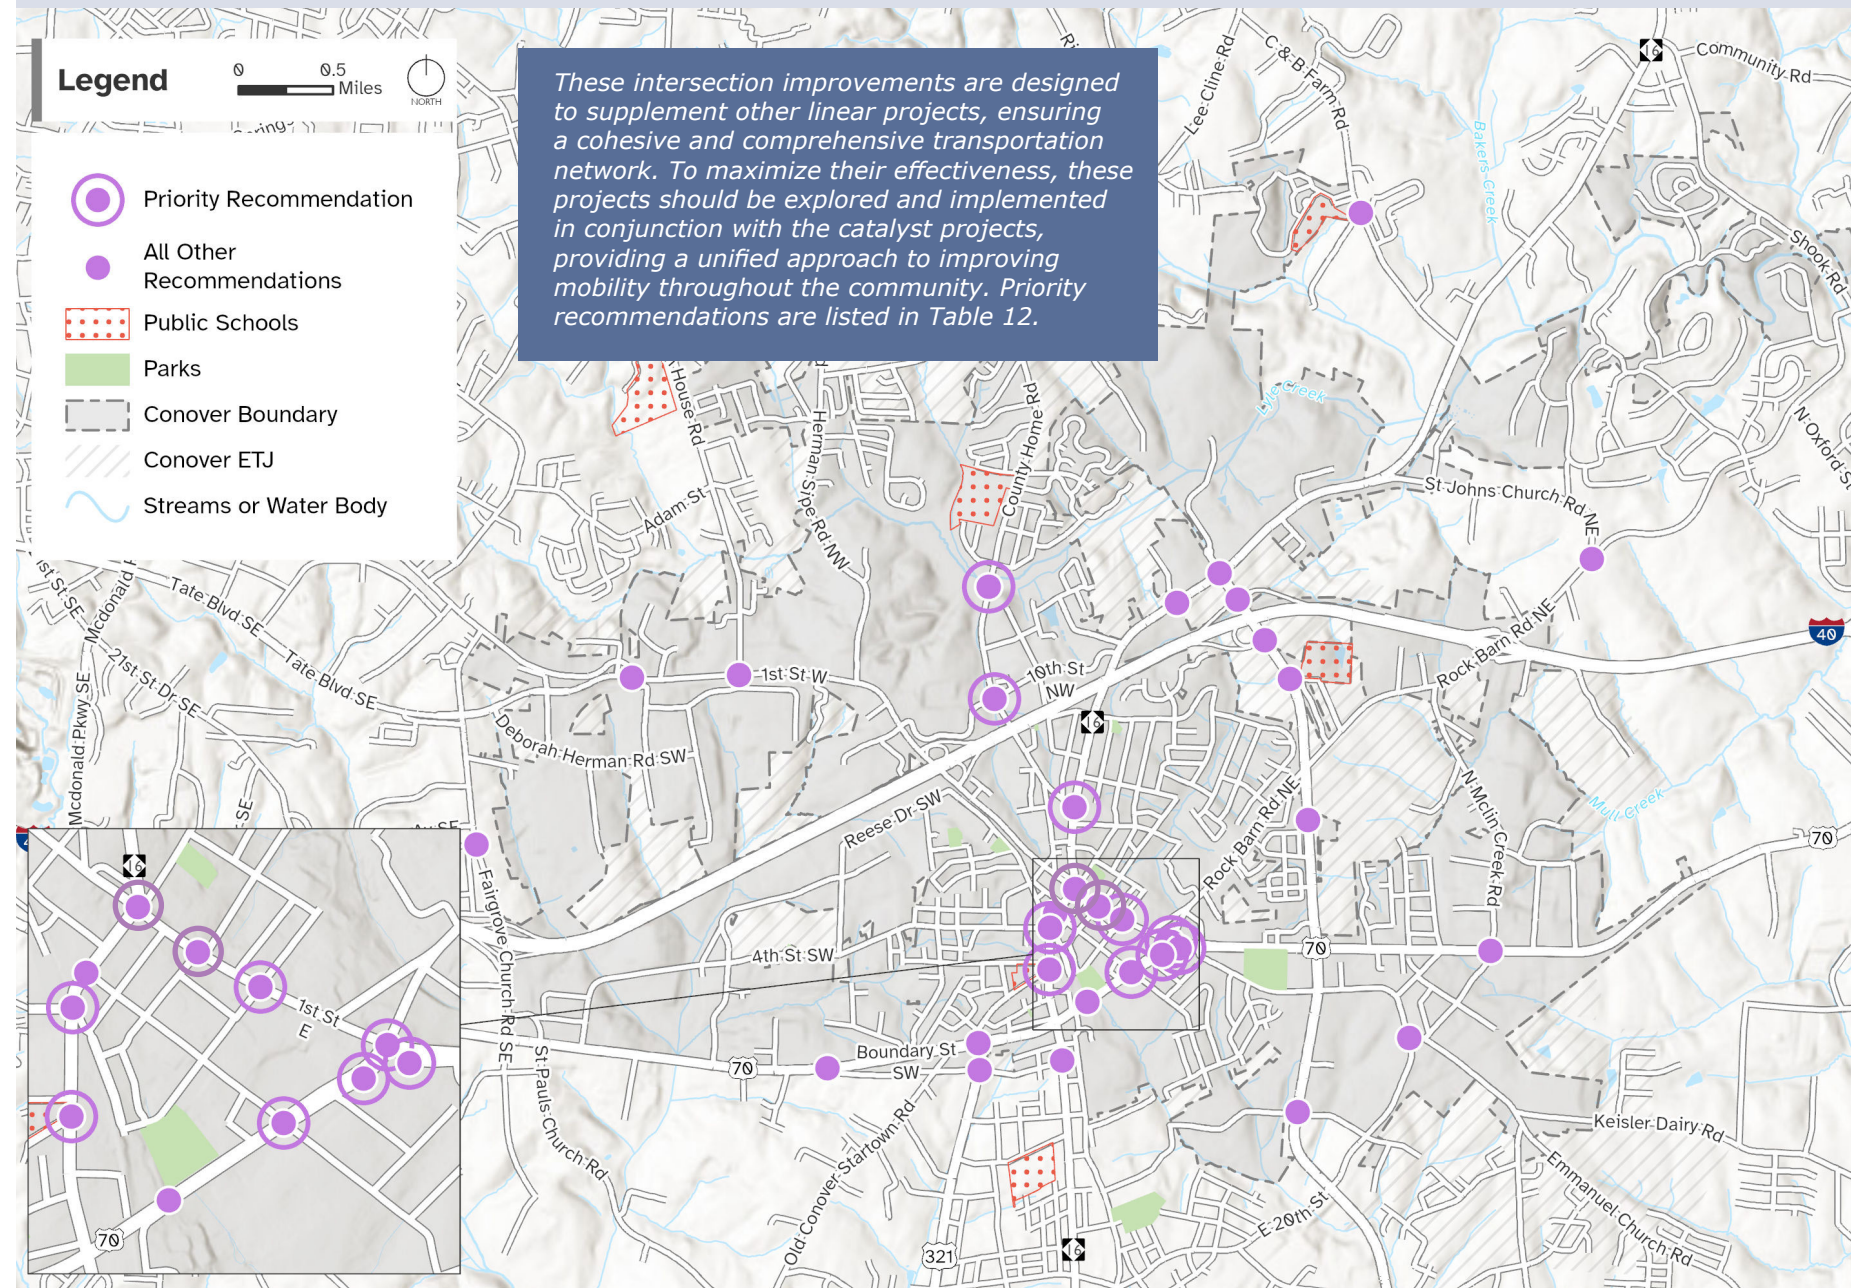 Legend
0 0.5
Miles
NORTH
Priority Recommendation
All Other
Recommendations
Public Schools
Parks
Conover Boundary
Conover ETJ
Streams or Water Body
These intersection improvements are designed
to supplement other linear projects, ensuring
a cohesive and comprehensive transportation
network. To maximize their effectiveness, these
projects should be explored and implemented
in conjunction with the catalyst projects,
providing a unified approach to improving
mobility throughout the community. Priority
recommendations are listed in Table 12.
Lee Cline Rd
C & B Farm Rd
16
Community Rd
Bakers Creek
Shook Rd
Lyle Creek
N Oxford St
House Rd
Herman Sipe Rd NW
County Home Rd
Adam St
St Johns Church Rd NE
Tate Blvd SE
Mcdonald Pkwy SE
21st St Dr SE
Tate Blvd SE
1st St W
10th St
NW
40
Rock Barn Rd NE
16
Deborah Herman Rd SW
Reese Dr SW
Rock Barn Rd NE
N Mclin Creek Rd
Mull Creek
70
Fairgrove Church Rd SE
4th St SW
70
Boundary St
SW
70
St Pauls Church Rd
Old Conover Startown Rd
Keisler Dairy Rd
Emmanuel Church Rd
E 20th St
321
16
16
1st St
E
70